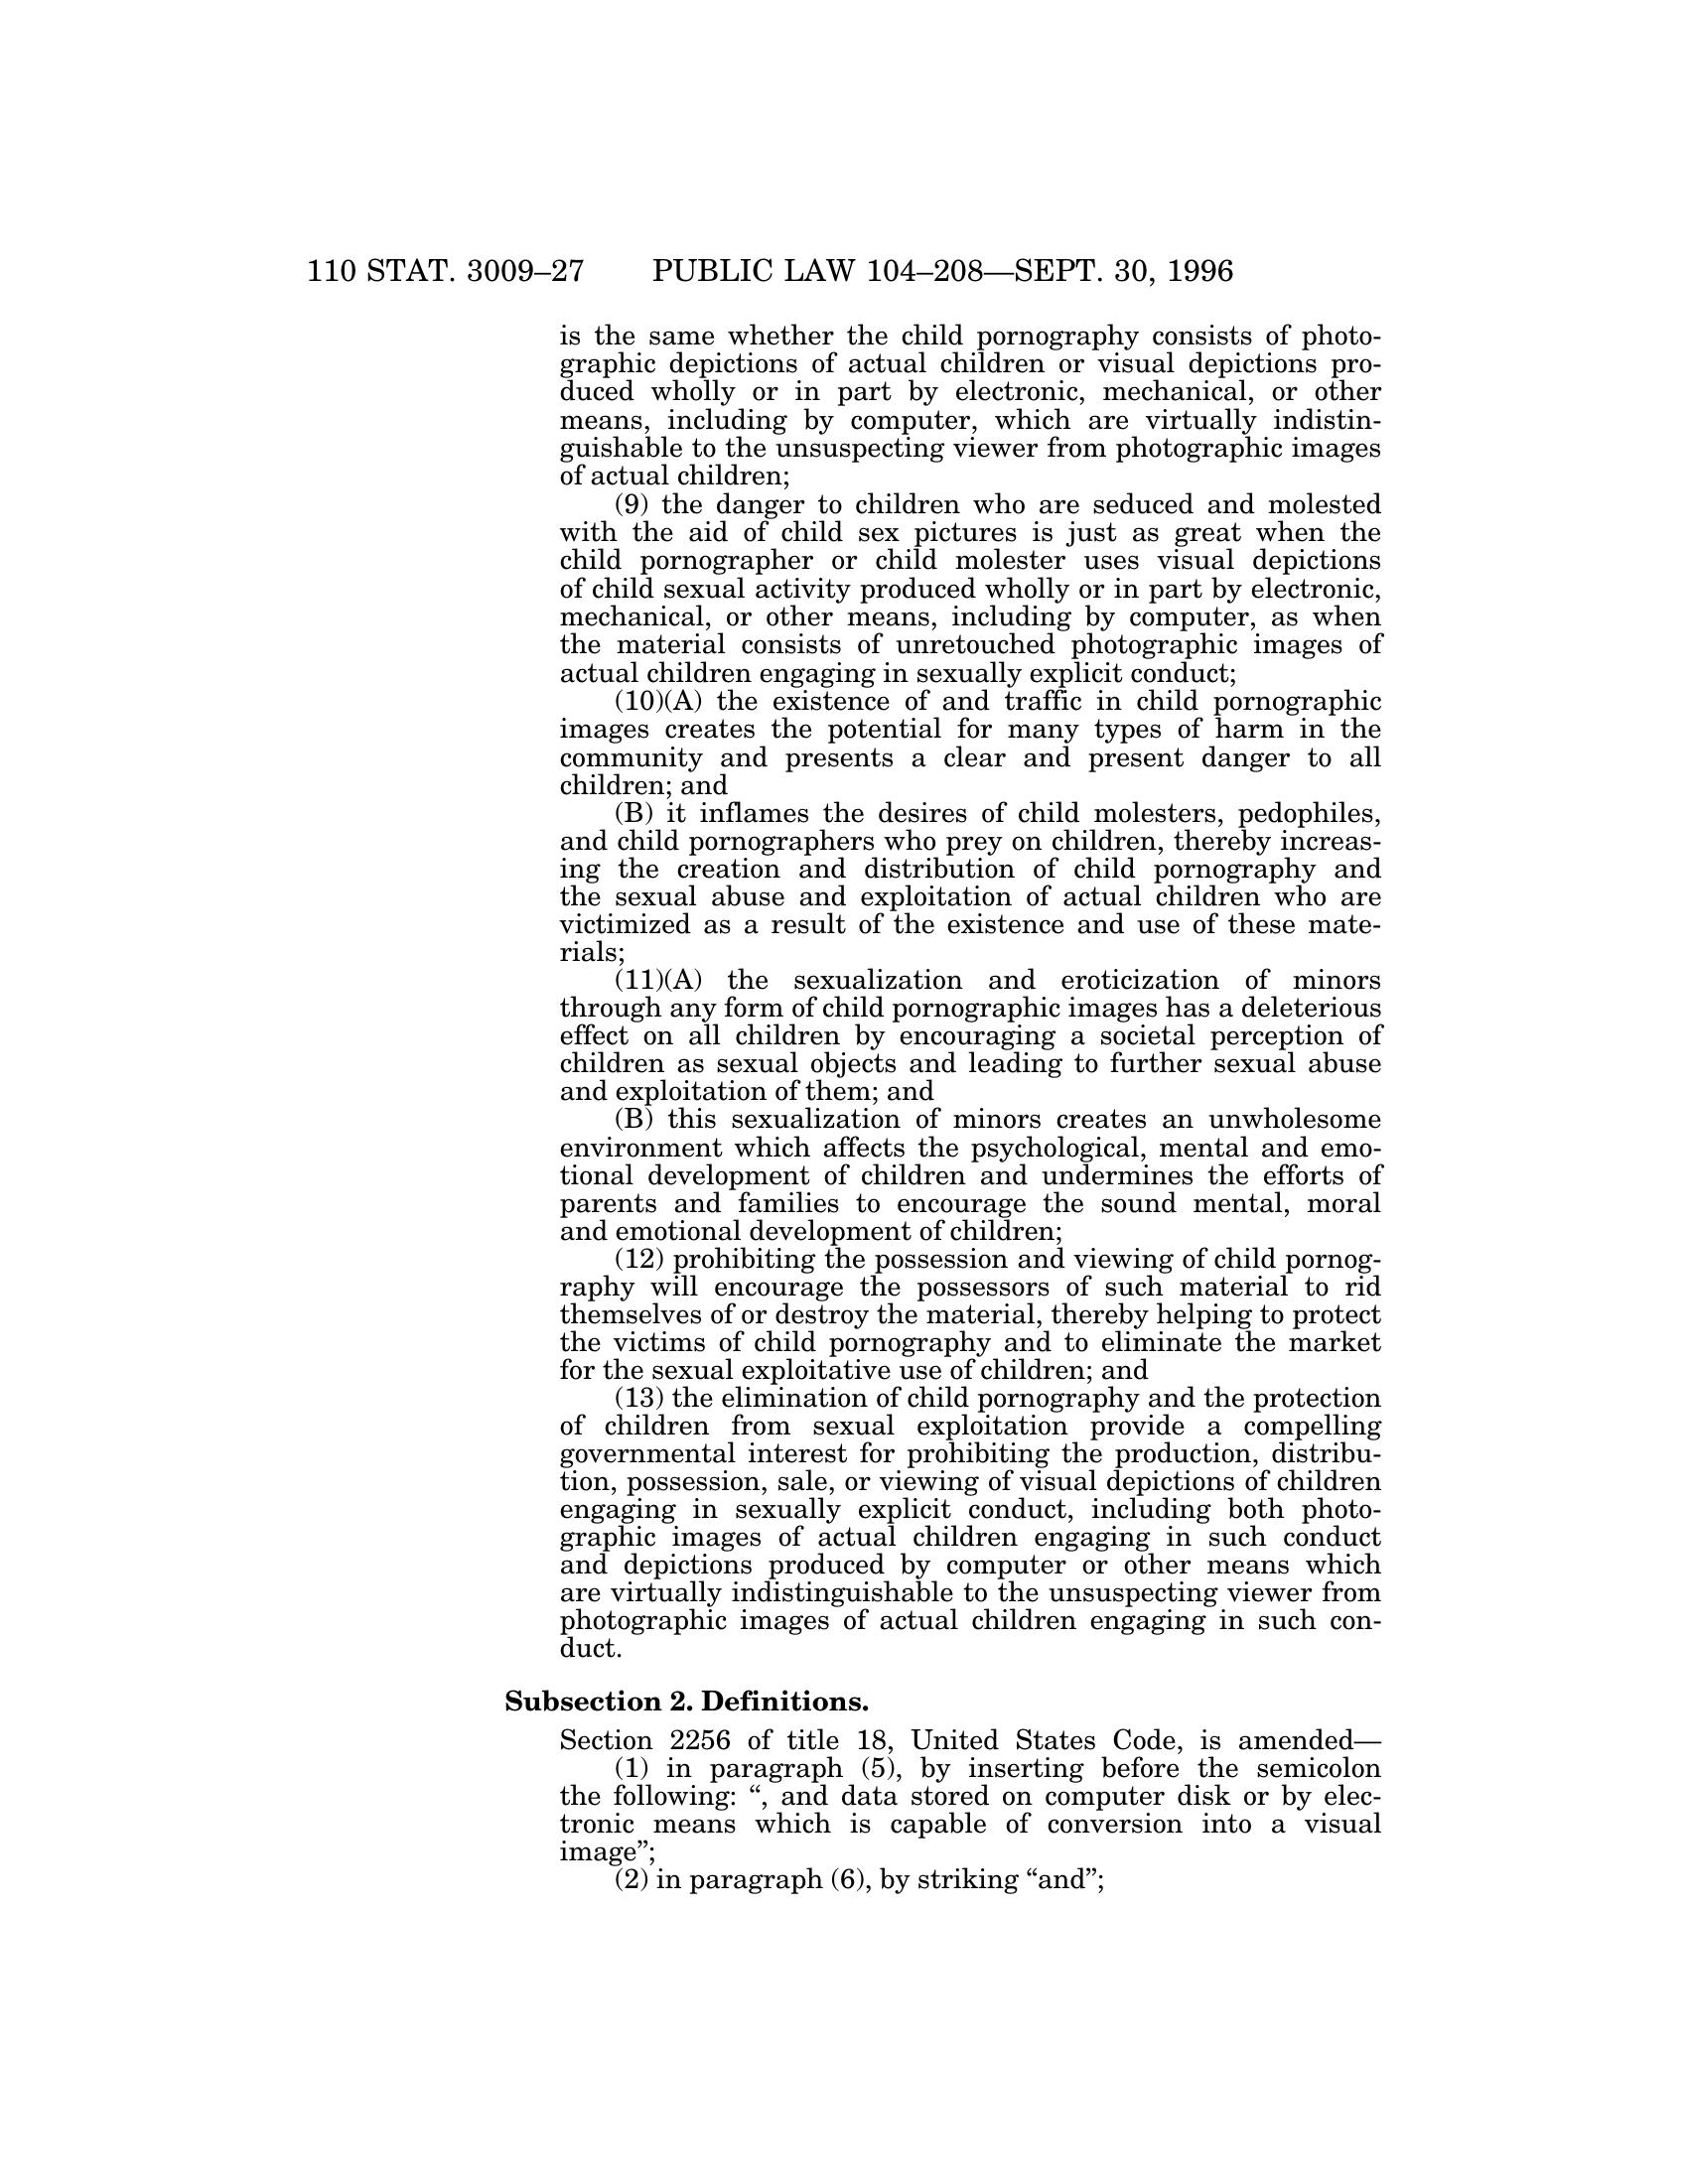 110 STAT. 3009–27 PUBLIC LAW 104–208—SEPT. 30, 1996
is the same whether the child pornography consists of photo-
graphic depictions of actual children or visual depictions pro-
duced wholly or in part by electronic, mechanical, or other
means, including by computer, which are virtually indistin-
guishable to the unsuspecting viewer from photographic images
of actual children;
(9) the danger to children who are seduced and molested
with the aid of child sex pictures is just as great when the
child pornographer or child molester uses visual depictions
of child sexual activity produced wholly or in part by electronic,
mechanical, or other means, including by computer, as when
the material consists of unretouched photographic images of
actual children engaging in sexually explicit conduct;
(10)(A) the existence of and traffic in child pornographic
images creates the potential for many types of harm in the
community and presents a clear and present danger to all
children; and
(B) it inflames the desires of child molesters, pedophiles,
and child pornographers who prey on children, thereby increas-
ing the creation and distribution of child pornography and
the sexual abuse and exploitation of actual children who are
victimized as a result of the existence and use of these mate-
rials;
(11)(A) the sexualization and eroticization of minors
through any form of child pornographic images has a deleterious
effect on all children by encouraging a societal perception of
children as sexual objects and leading to further sexual abuse
and exploitation of them; and
(B) this sexualization of minors creates an unwholesome
environment which affects the psychological, mental and emo-
tional development of children and undermines the efforts of
parents and families to encourage the sound mental, moral
and emotional development of children;
(12) prohibiting the possession and viewing of child pornog-
raphy will encourage the possessors of such material to rid
themselves of or destroy the material, thereby helping to protect
the victims of child pornography and to eliminate the market
for the sexual exploitative use of children; and
(13) the elimination of child pornography and the protection
of children from sexual exploitation provide a compelling
governmental interest for prohibiting the production, distribu-
tion, possession, sale, or viewing of visual depictions of children
engaging in sexually explicit conduct, including both photo-
graphic images of actual children engaging in such conduct
and depictions produced by computer or other means which
are virtually indistinguishable to the unsuspecting viewer from
photographic images of actual children engaging in such con-
duct.
Subsection 2. Definitions.
Section 2256 of title 18, United States Code, is amended—
(1) in paragraph (5), by inserting before the semicolon
the following: “, and data stored on computer disk or by elec-
tronic means which is capable of conversion into a visual
image”;
(2) in paragraph (6), by striking “and”;